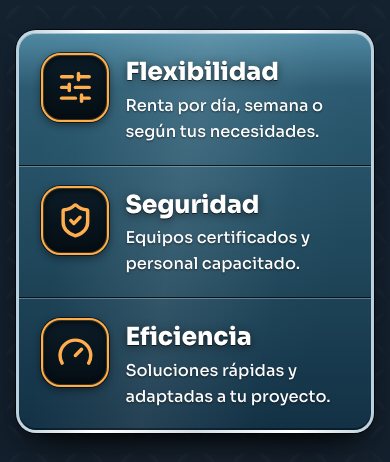 Flexibilidad
Renta por día, semana o
según tus necesidades.
Seguridad
Equipos certificados y
personal capacitado.
Eficiencia
Soluciones rápidas y
adaptadas a tu proyecto.